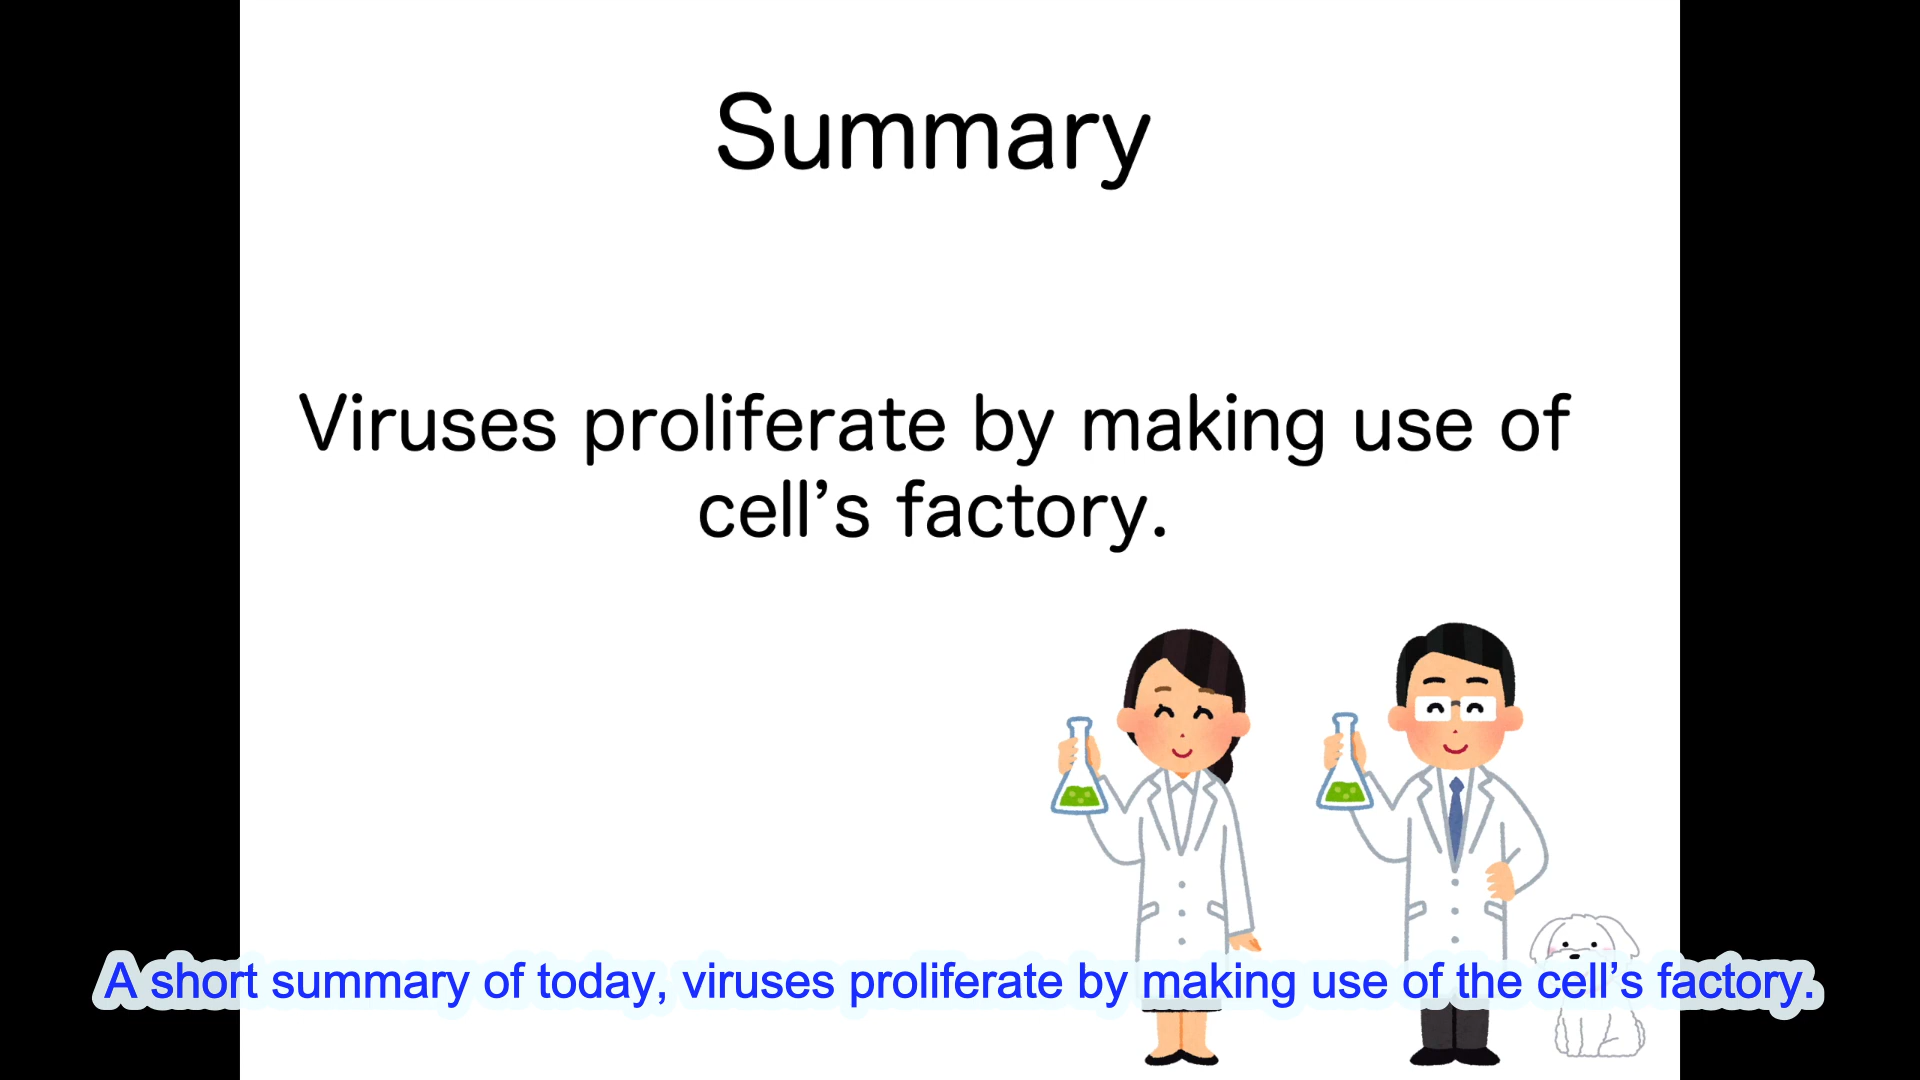 Summary
Viruses proliferate by making use of
cell’s factory.
A short summary of today, viruses proliferate by making use of the cell’s factory.